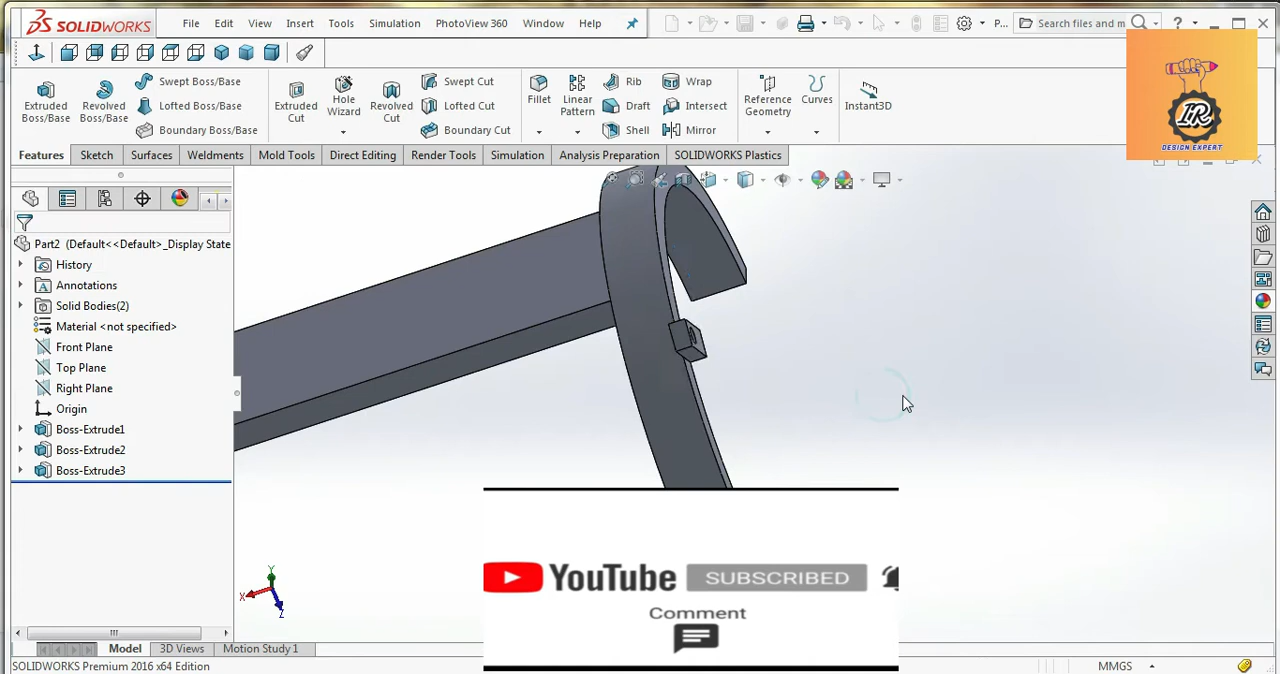 SOLIDWORKS File Edit View Insert Tools Simulation PhotoView 360 Window Help P... Search files and m ?
Extruded Boss/Base
Revolved Boss/Base
Swept Boss/Base
Lofted Boss/Base
Boundary Boss/Base
Extruded Cut
Hole Wizard
Revolved Cut
Swept Cut
Lofted Cut
Boundary Cut
Fillet
Linear Pattern
Rib
Draft
Shell
Wrap
Intersect
Mirror
Reference Geometry
Curves
Instant3D
IR
DESIGN EXPERT
Features Sketch Surfaces Weldments Mold Tools Direct Editing Render Tools Simulation Analysis Preparation SOLIDWORKS Plastics
Part2 (Default<<Default>_Display State
History
Annotations
Solid Bodies(2)
Material <not specified>
Front Plane
Top Plane
Right Plane
Origin
Boss-Extrude1
Boss-Extrude2
Boss-Extrude3
Y
X
Z
YouTube SUBSCRIBED
Comment
Model 3D Views Motion Study 1
SOLIDWORKS Premium 2016 x64 Edition MMGS